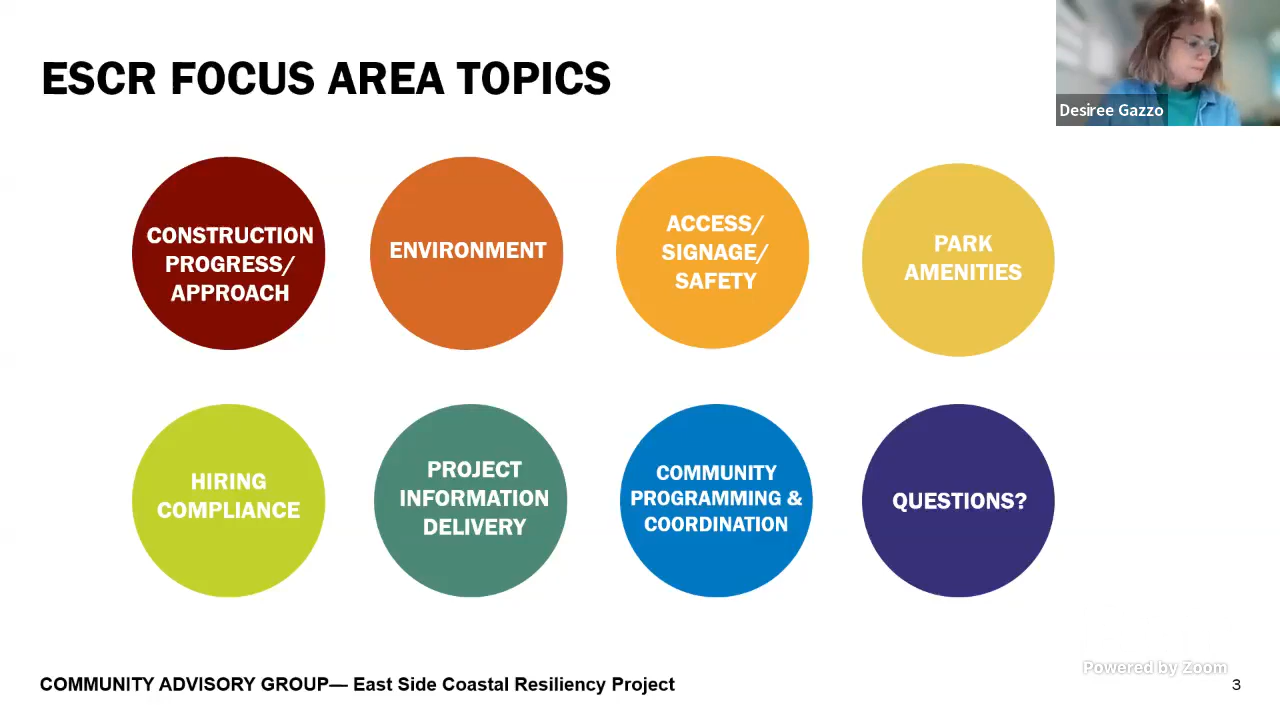 ESCR FOCUS AREA TOPICS
Desiree Gazzo
CONSTRUCTION
PROGRESS/
APPROACH
ENVIRONMENT
ACCESS/
SIGNAGE/
SAFETY
PARK
AMENITIES
HIRING
COMPLIANCE
PROJECT
INFORMATION
DELIVERY
COMMUNITY
PROGRAMMING &
COORDINATION
QUESTIONS?
Powered by Zoom
COMMUNITY ADVISORY GROUP— East Side Coastal Resiliency Project
3